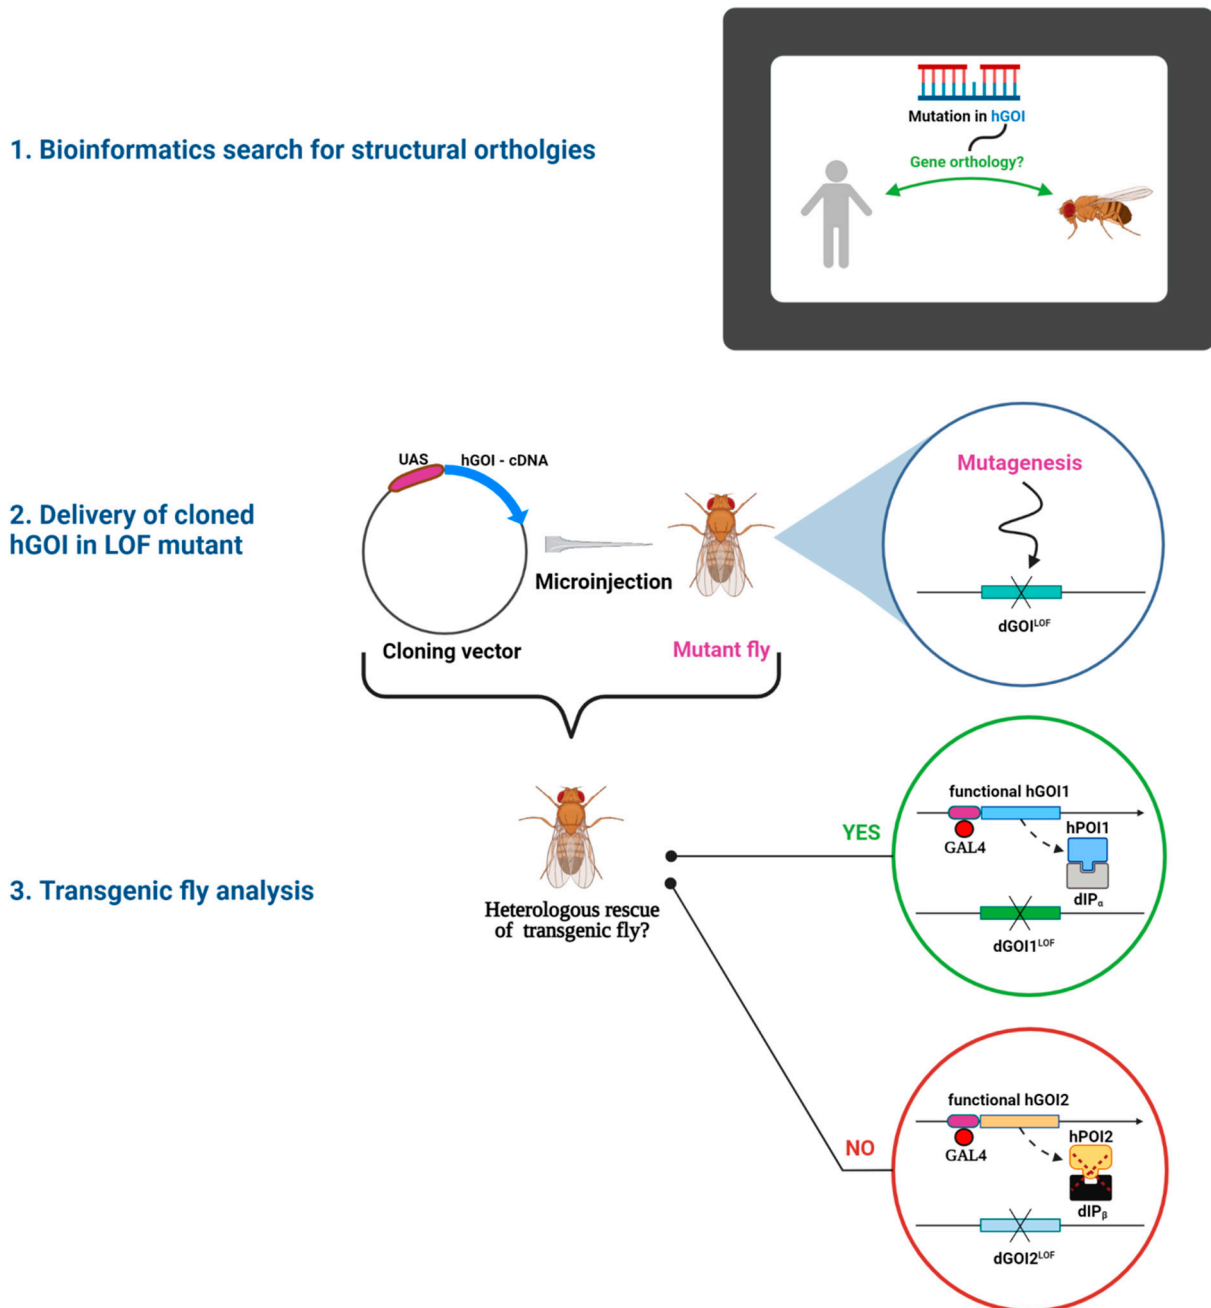 1. Bioinformatics search for structural ortholgies
Mutation in hGOI
Gene orthology?
2. Delivery of cloned
hGOI in LOF mutant
UAS
hGOI - cDNA
Microinjection
Cloning vector
Mutant fly
Mutagenesis
dGOI^LOF
3. Transgenic fly analysis
Heterologous rescue
of transgenic fly?
YES
functional hGOI1
GAL4
hPOI1
dIPα
dGOI1^LOF
NO
functional hGOI2
GAL4
hPOI2
dIPβ
dGOI2^LOF